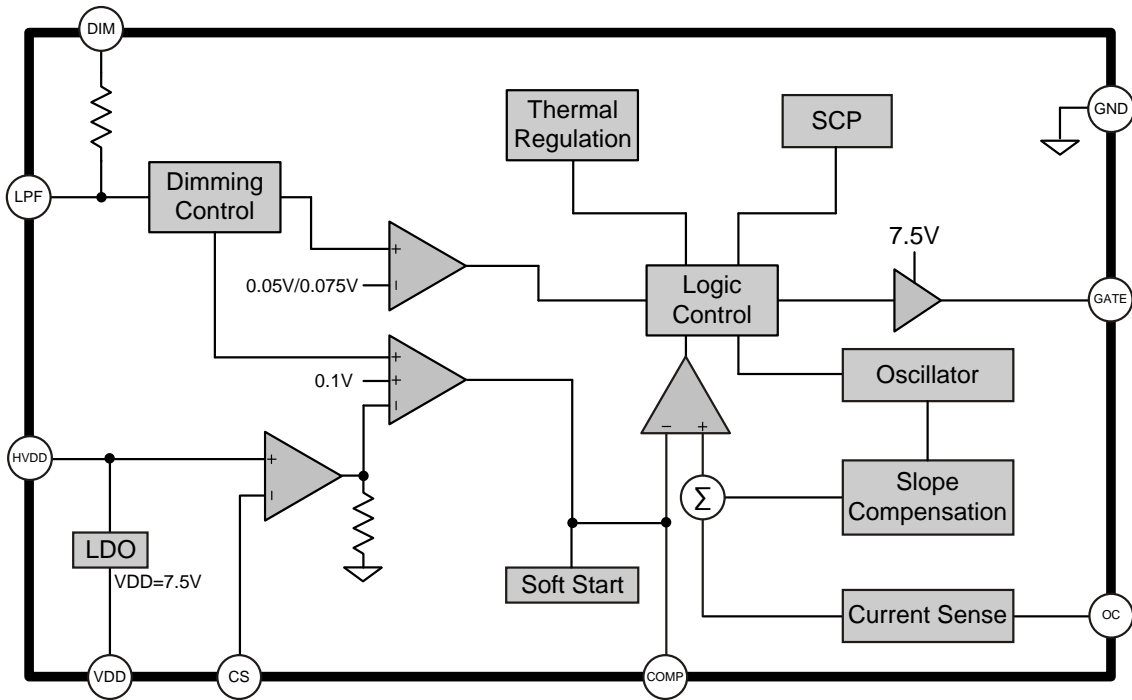 DIM
Thermal
Regulation
SCP
GND
LPF
Dimming
Control
+
−
0.05V/0.075V
Logic
Control
7.5V
GATE
+
+
−
0.1V
Oscillator
− +
HVDD
+
−
Σ
Slope
Compensation
LDO
VDD=7.5V
Soft Start
Current Sense
OC
VDD
CS
COMP